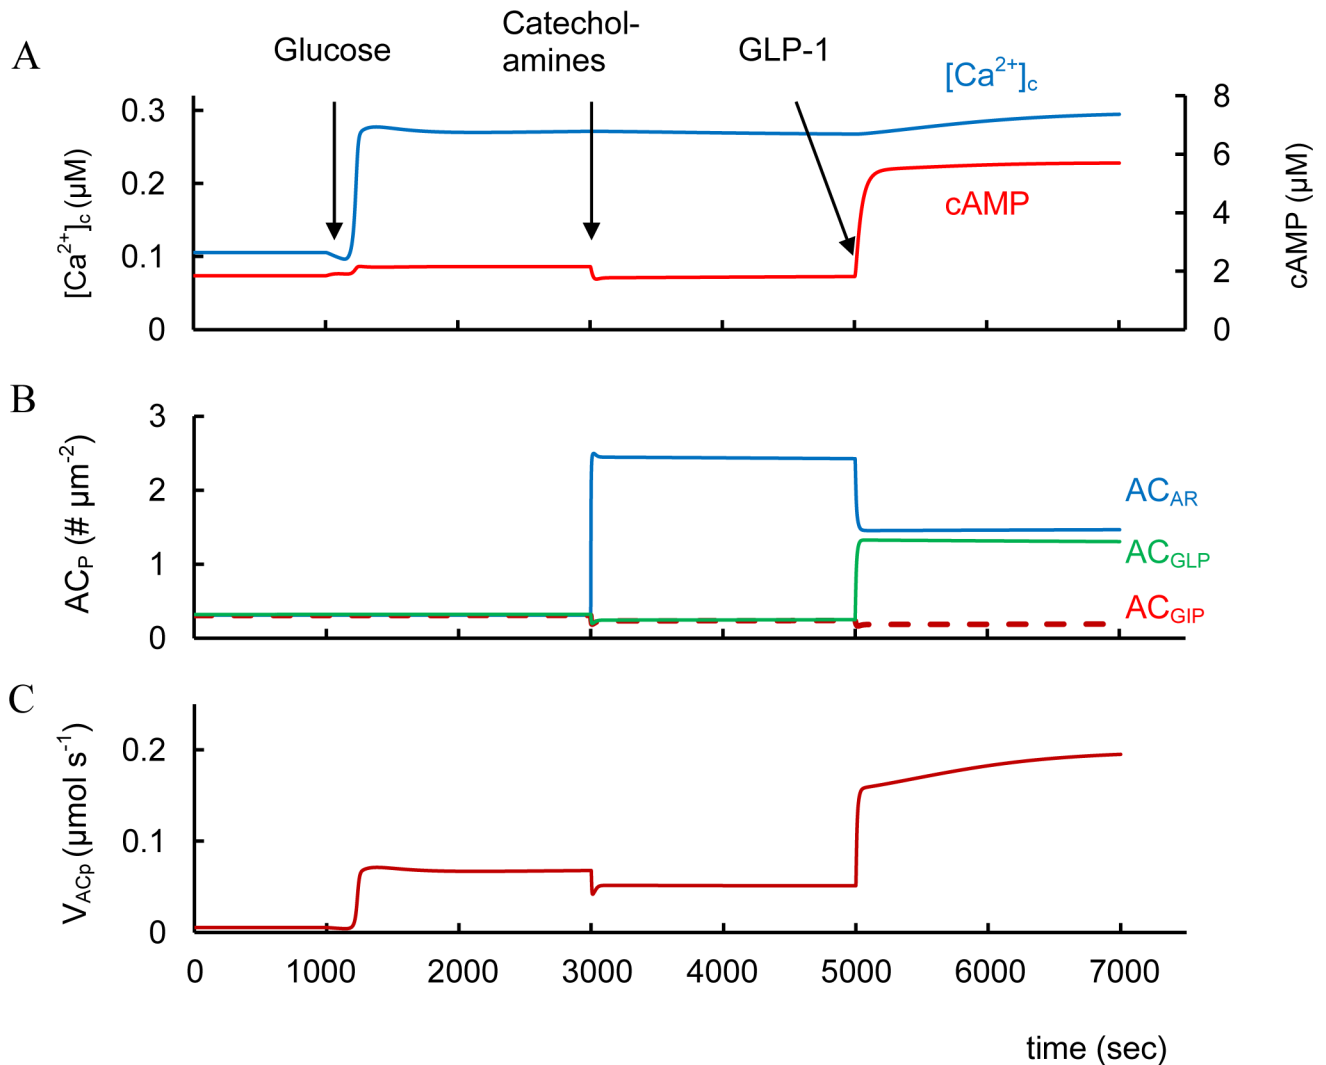 A
Glucose
Catechol-
amines
GLP-1
[Ca²⁺]c
0.3
0.2
0.1
0
[Ca²⁺]c (µM)
cAMP
8
6
4
2
0
cAMP (µM)
B
3
2
1
0
ACP (# µm⁻²)
ACAR
ACGLP
ACGIP
C
0.2
0.1
0
VACp (µmol s⁻¹)
0 1000 2000 3000 4000 5000 6000 7000
time (sec)